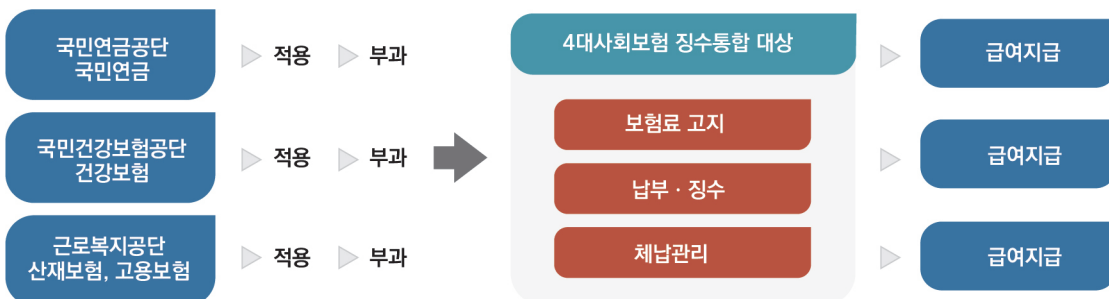 국민연금공단
국민연금
적용
부과
4대사회보험 징수통합 대상
급여지급
보험료 고지
국민건강보험공단
건강보험
적용
부과
납부 · 징수
급여지급
근로복지공단
산재보험, 고용보험
적용
부과
체납관리
급여지급